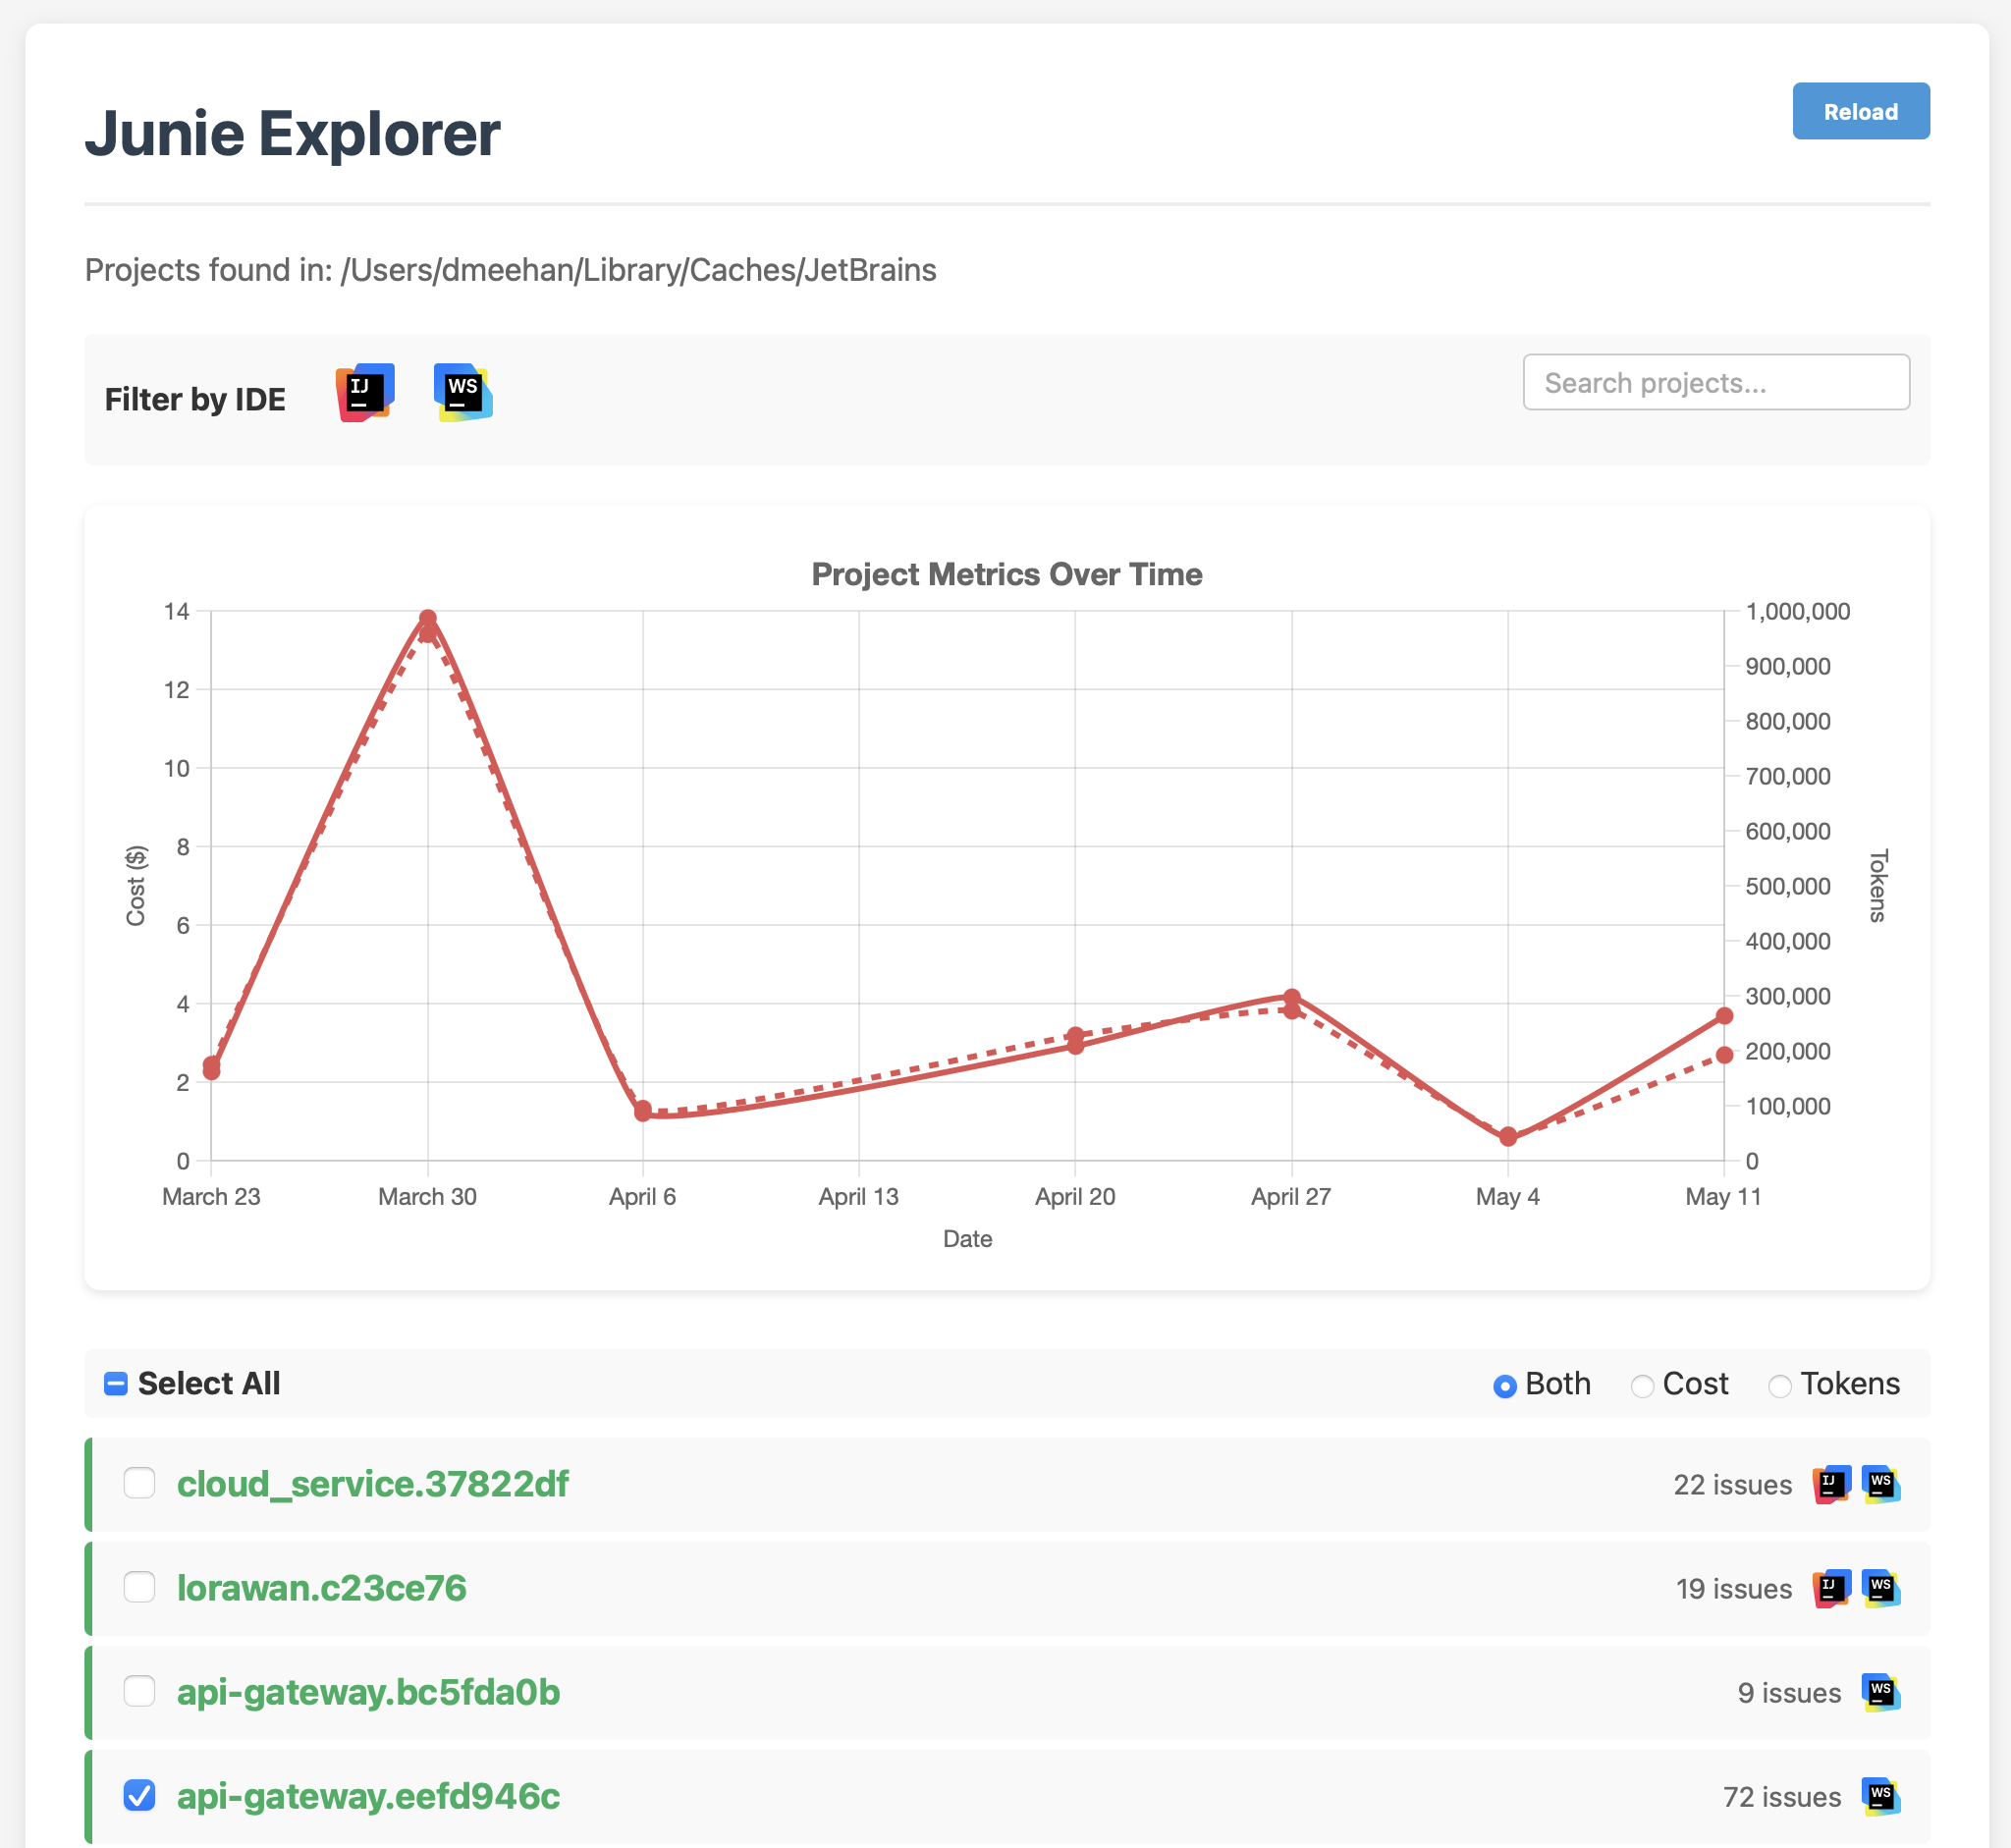 Junie Explorer
Reload
Projects found in: /Users/dmeehan/Library/Caches/JetBrains
Filter by IDE
IJ
WS
Search projects...
Project Metrics Over Time
14
12
10
8
6
4
2
0
Cost ($)
1,000,000
900,000
800,000
700,000
600,000
500,000
400,000
300,000
200,000
100,000
0
Tokens
March 23 March 30 April 6 April 13 April 20 April 27 May 4 May 11
Date
Select All
Both Cost Tokens
cloud_service.37822df 22 issues IJ WS
lorawan.c23ce76 19 issues IJ WS
api-gateway.bc5fda0b 9 issues WS
api-gateway.eefd946c 72 issues WS